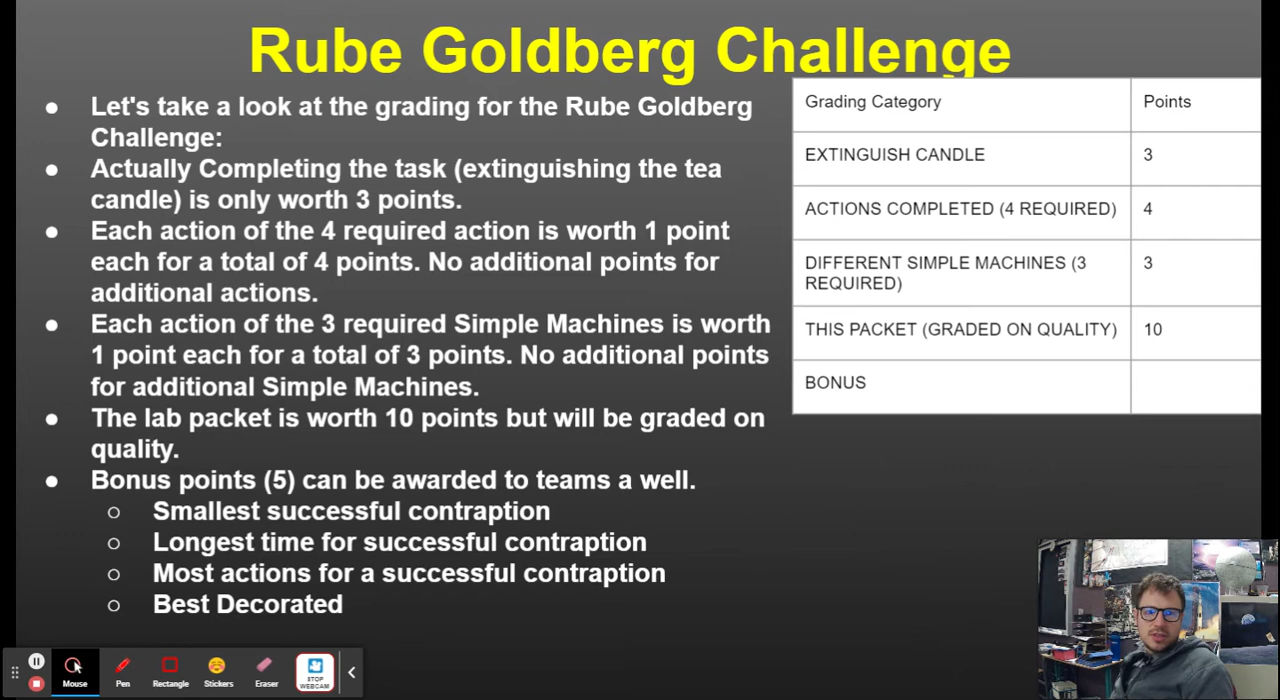 Rube Goldberg Challenge
● Let's take a look at the grading for the Rube Goldberg
Challenge:
● Actually Completing the task (extinguishing the tea
candle) is only worth 3 points.
● Each action of the 4 required action is worth 1 point
each for a total of 4 points. No additional points for
additional actions.
● Each action of the 3 required Simple Machines is worth
1 point each for a total of 3 points. No additional points
for additional Simple Machines.
● The lab packet is worth 10 points but will be graded on
quality.
● Bonus points (5) can be awarded to teams a well.
○ Smallest successful contraption
○ Longest time for successful contraption
○ Most actions for a successful contraption
○ Best Decorated
Grading Category Points
EXTINGUISH CANDLE 3
ACTIONS COMPLETED (4 REQUIRED) 4
DIFFERENT SIMPLE MACHINES (3 3
REQUIRED)
THIS PACKET (GRADED ON QUALITY) 10
BONUS
Mouse Pen Rectangle Stickers Eraser STOP
WEBCAM